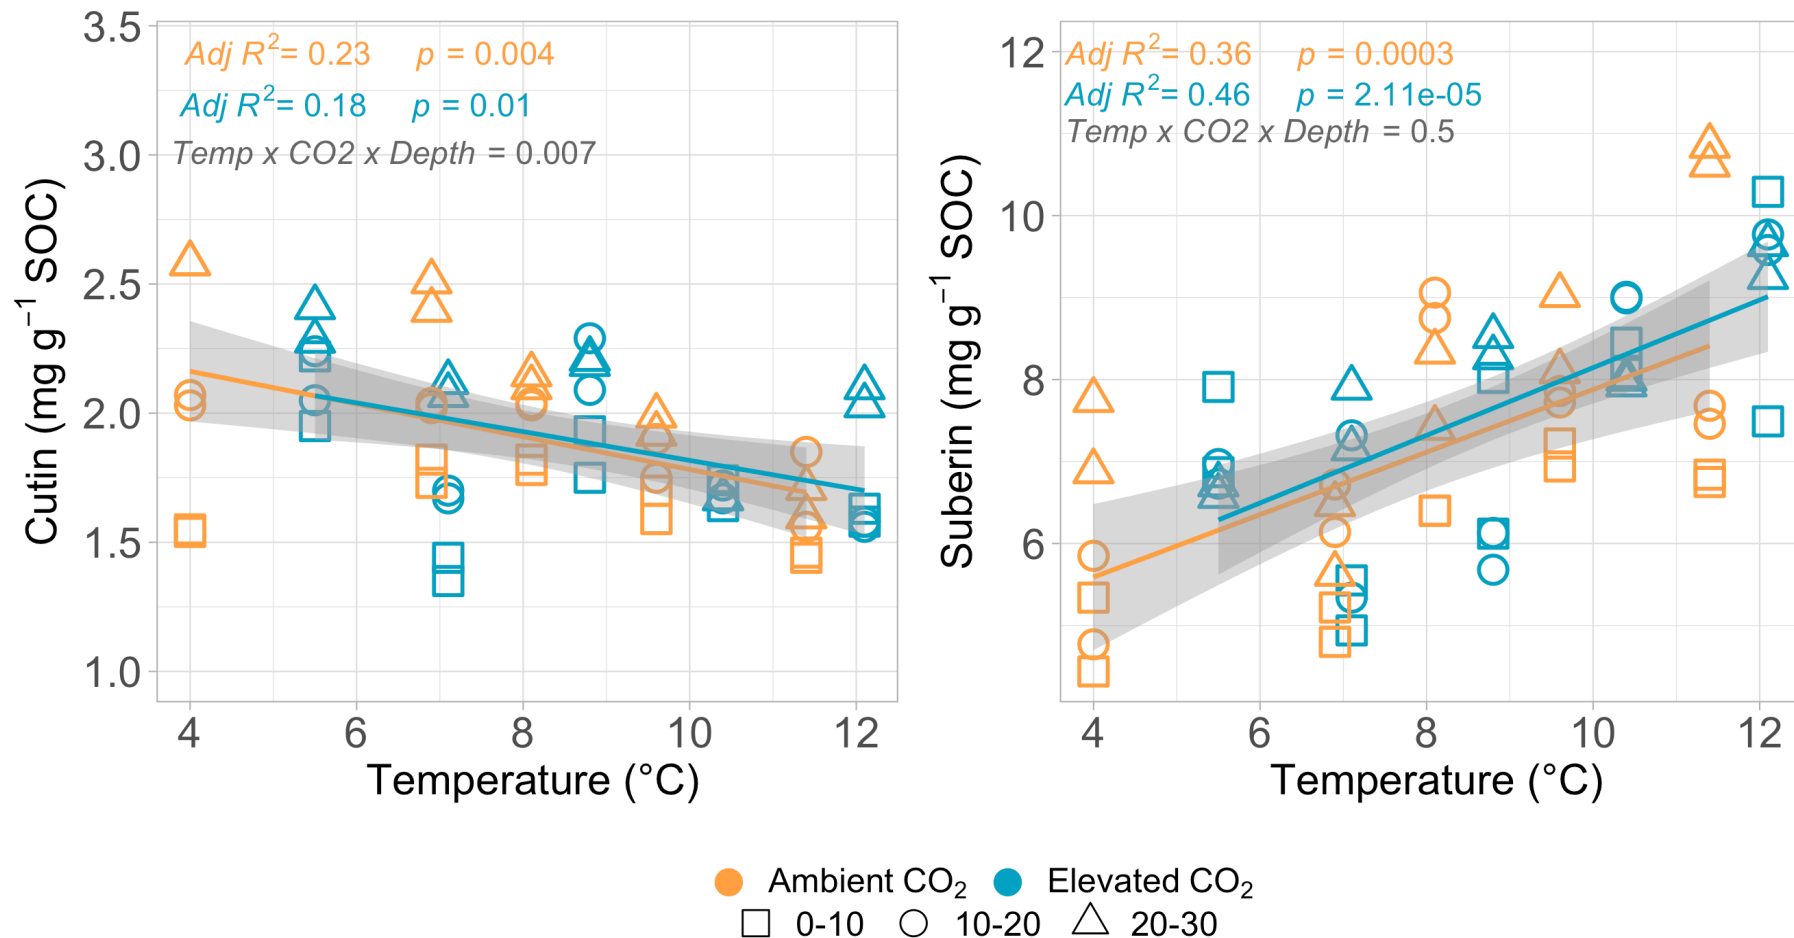 3.5
3.0
2.5
2.0
1.5
1.0
Cutin (mg g⁻¹ SOC)
Adj R²= 0.23 p = 0.004
Adj R²= 0.18 p = 0.01
Temp x CO2 x Depth = 0.007
4 6 8 10 12
Temperature (°C)
12
10
8
6
Suberin (mg g⁻¹ SOC)
Adj R²= 0.36 p = 0.0003
Adj R²= 0.46 p = 2.11e-05
Temp x CO2 x Depth = 0.5
4 6 8 10 12
Temperature (°C)
Ambient CO₂ Elevated CO₂
0-10 10-20 20-30